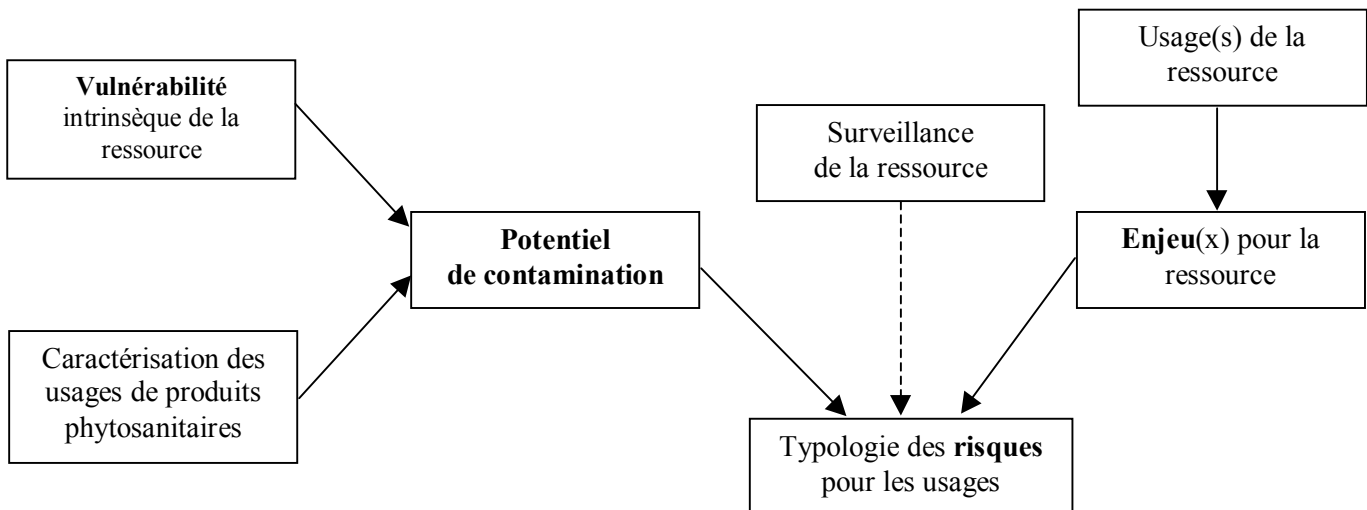 Vulnérabilité
intrinsèque de la
ressource
Caractérisation des
usages de produits
phytosanitaires
Potentiel
de contamination
Surveillance
de la ressource
Usage(s) de la
ressource
Enjeu(x) pour la
ressource
Typologie des risques
pour les usages